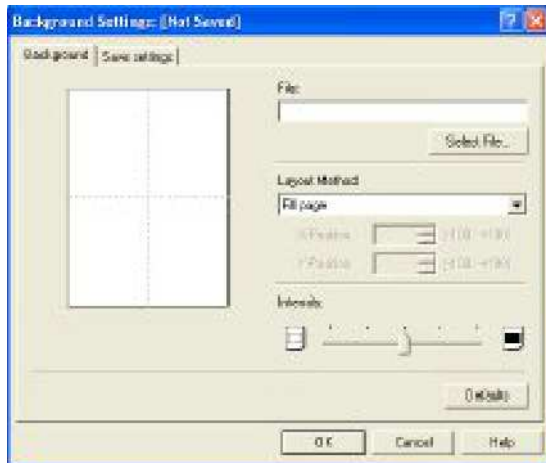 Background Settings: [Not Saved]
Background
Save settings
File:
Select File...
Layout Method:
Fill page
X-Position:
Y-Position:
Intensity:
Defaults
OK
Cancel
Help